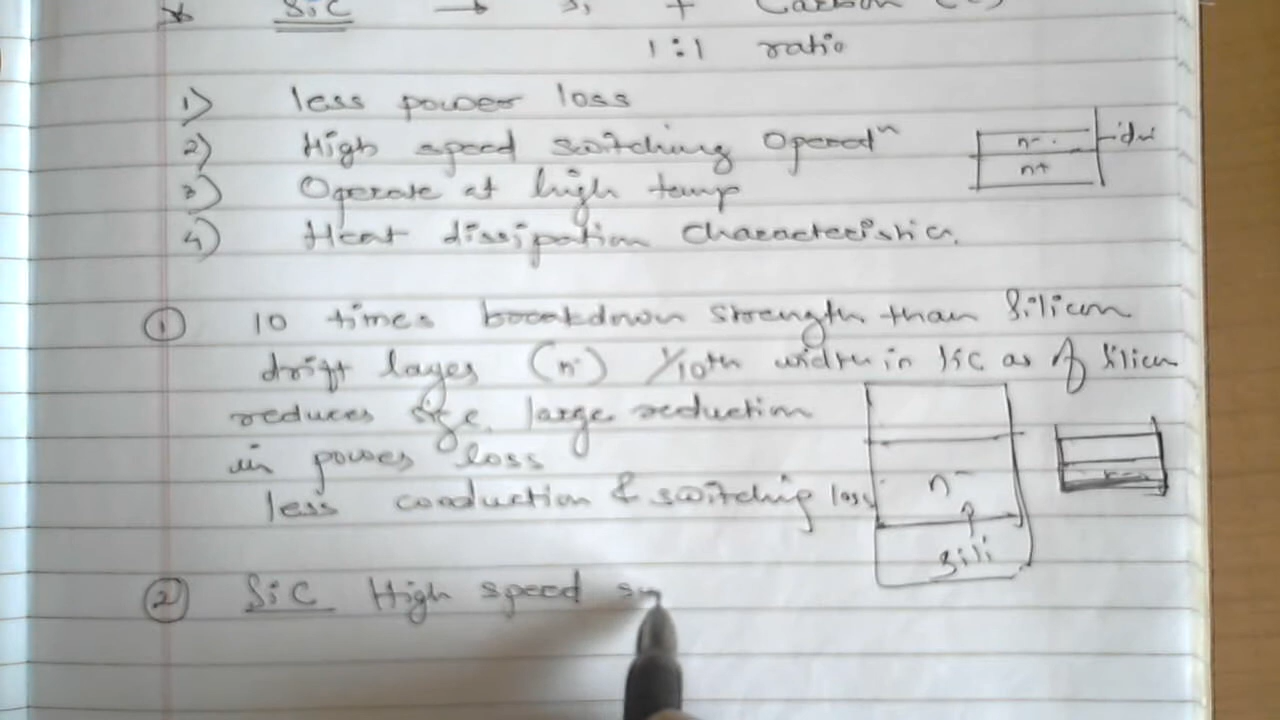 * SiC → Si + Carbon (C)
1:1 ratio
1) less power loss
2) High speed switching Operatⁿ
3) Operate at high temp
4) Heat dissipation characteristic.
n-
n+
① 10 times breakdown strength than Silicon
drift layer (n⁻) 1/10th width in SiC as of Silicon
reduces size. large reduction
in power loss
less conduction & switching loss
n⁻
Sili
② SiC High speed sw